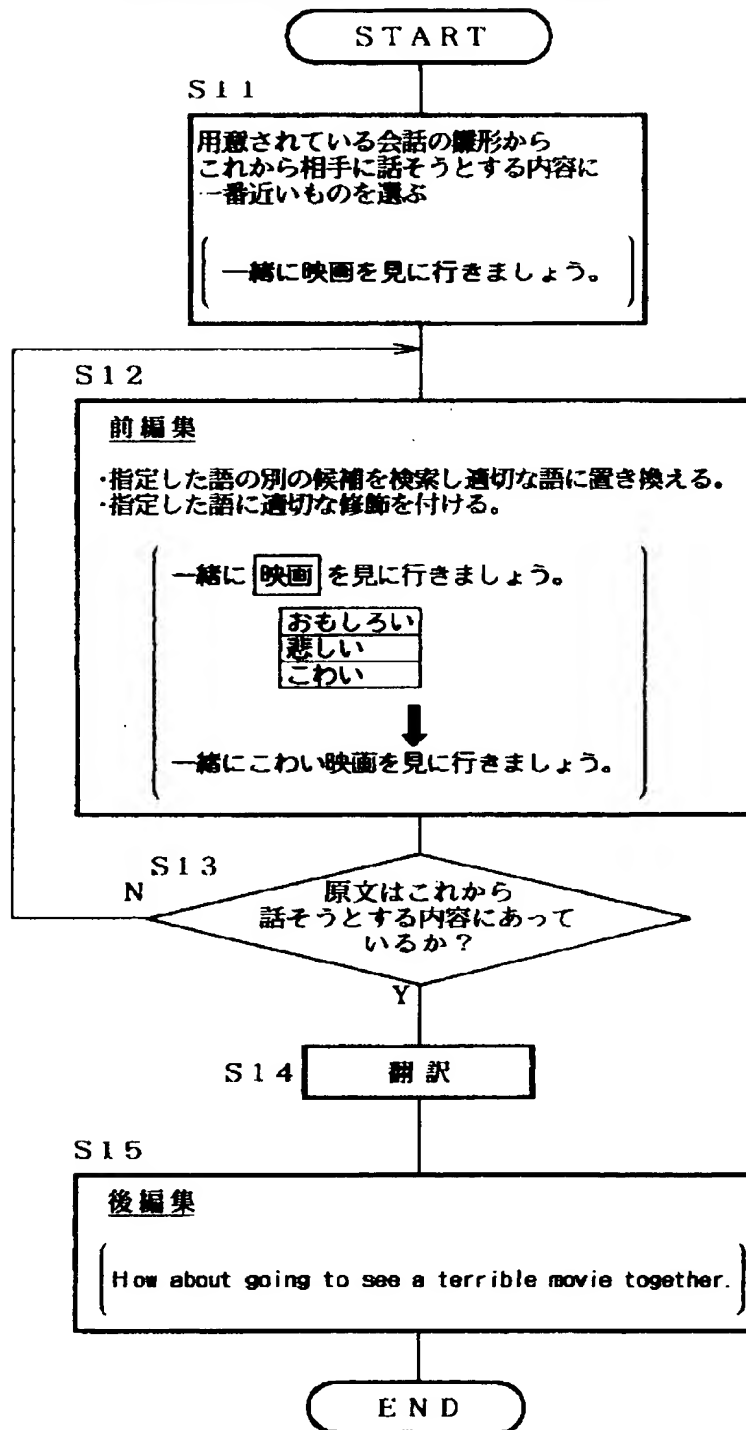 START
S11
用意されている会話の雛形から
これから相手に話そうとする内容に
一番近いものを選ぶ
一緒に映画を見に行きましょう。
S12
前編集
・指定した語の別の候補を検索し適切な語に置き換える。
・指定した語に適切な修飾を付ける。
一緒に 映画 を見に行きましょう。
おもしろい
悲しい
こわい
一緒にこわい映画を見に行きましょう。
S13
N
原文はこれから
話そうとする内容にあって
いるか?
Y
S14
翻訳
S15
後編集
How about going to see a terrible movie together.
END